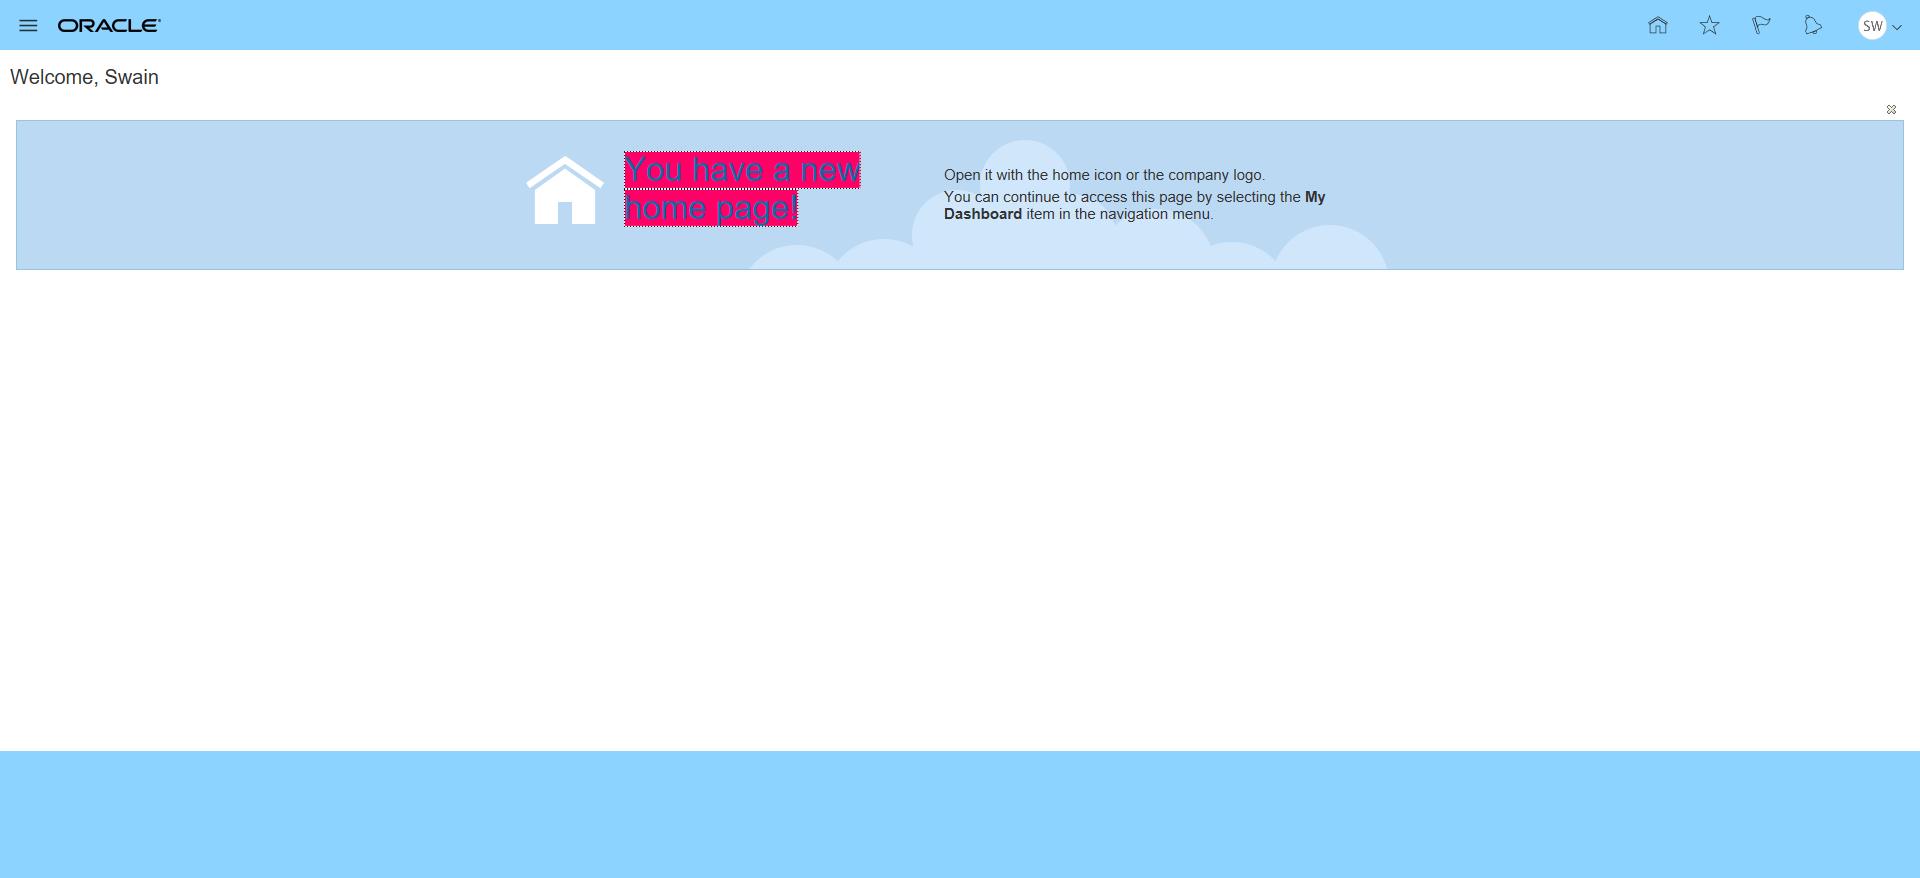 ORACLE
SW
Welcome, Swain
You have a new
home page!
Open it with the home icon or the company logo.
You can continue to access this page by selecting the My
Dashboard item in the navigation menu.